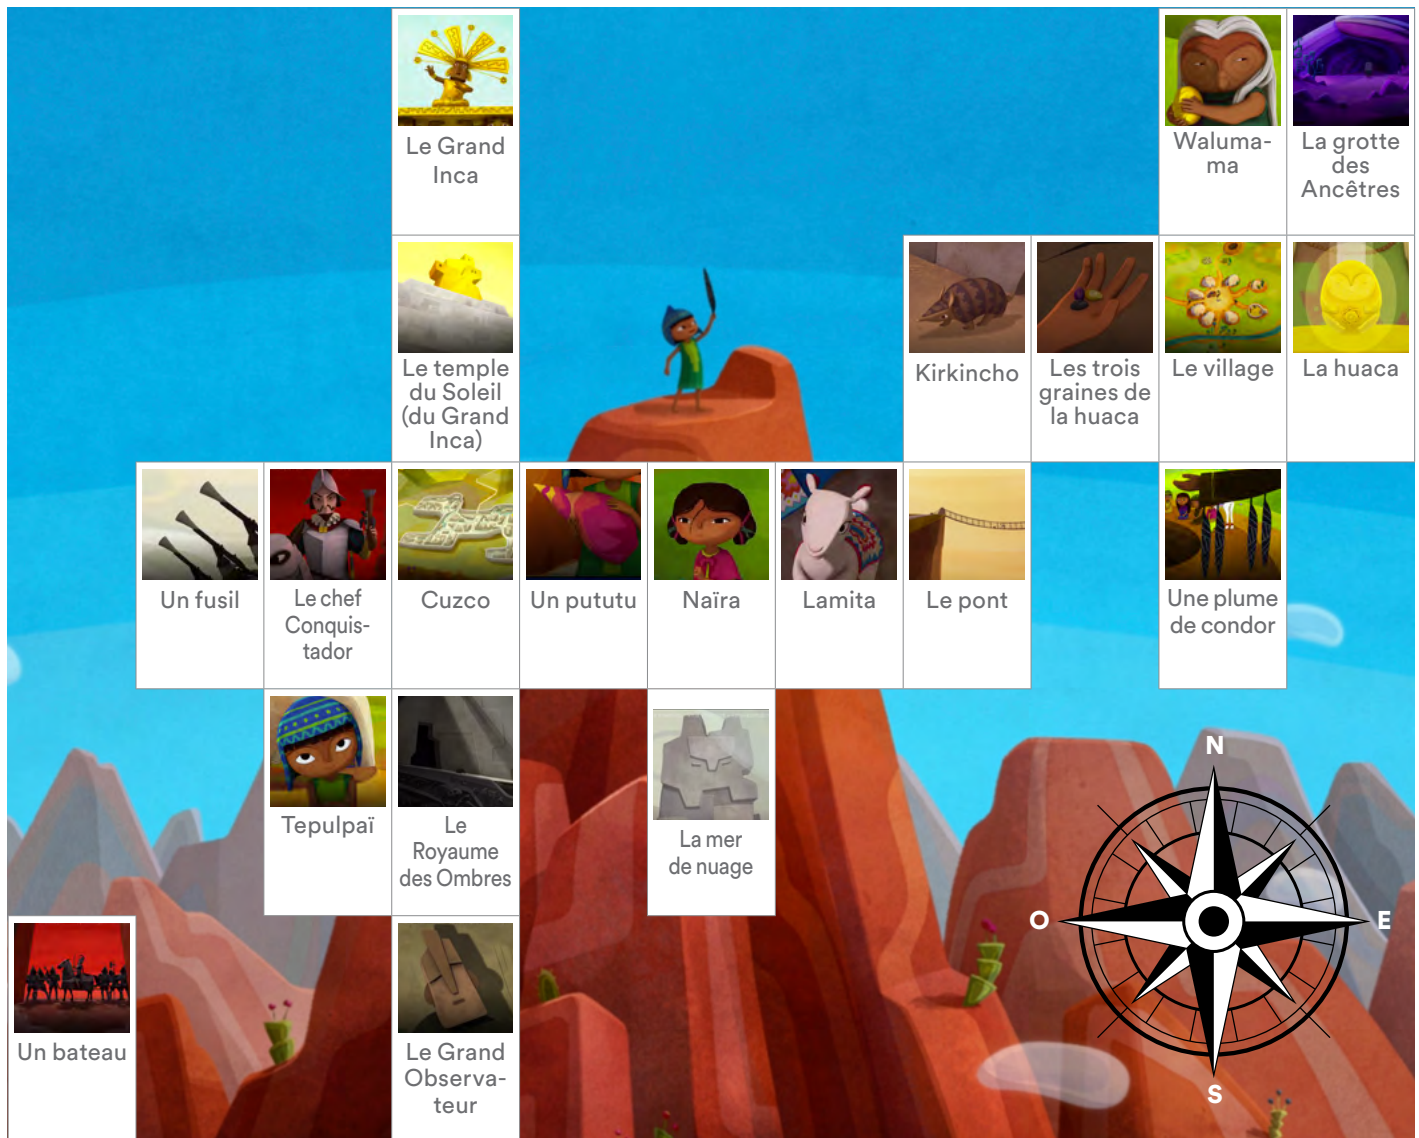 Le Grand
Inca
Waluma-
ma
La grotte
des
Ancêtres
Le temple
du Soleil
(du Grand
Inca)
Kirkincho
Les trois
graines de
la huaca
Le village
La huaca
Un fusil
Le chef
Conquis-
tador
Cuzco
Un pututu
Naïra
Lamita
Le pont
Une plume
de condor
Tepulpaï
Le
Royaume
des Ombres
La mer
de nuage
N
O
E
S
Un bateau
Le Grand
Observa-
teur